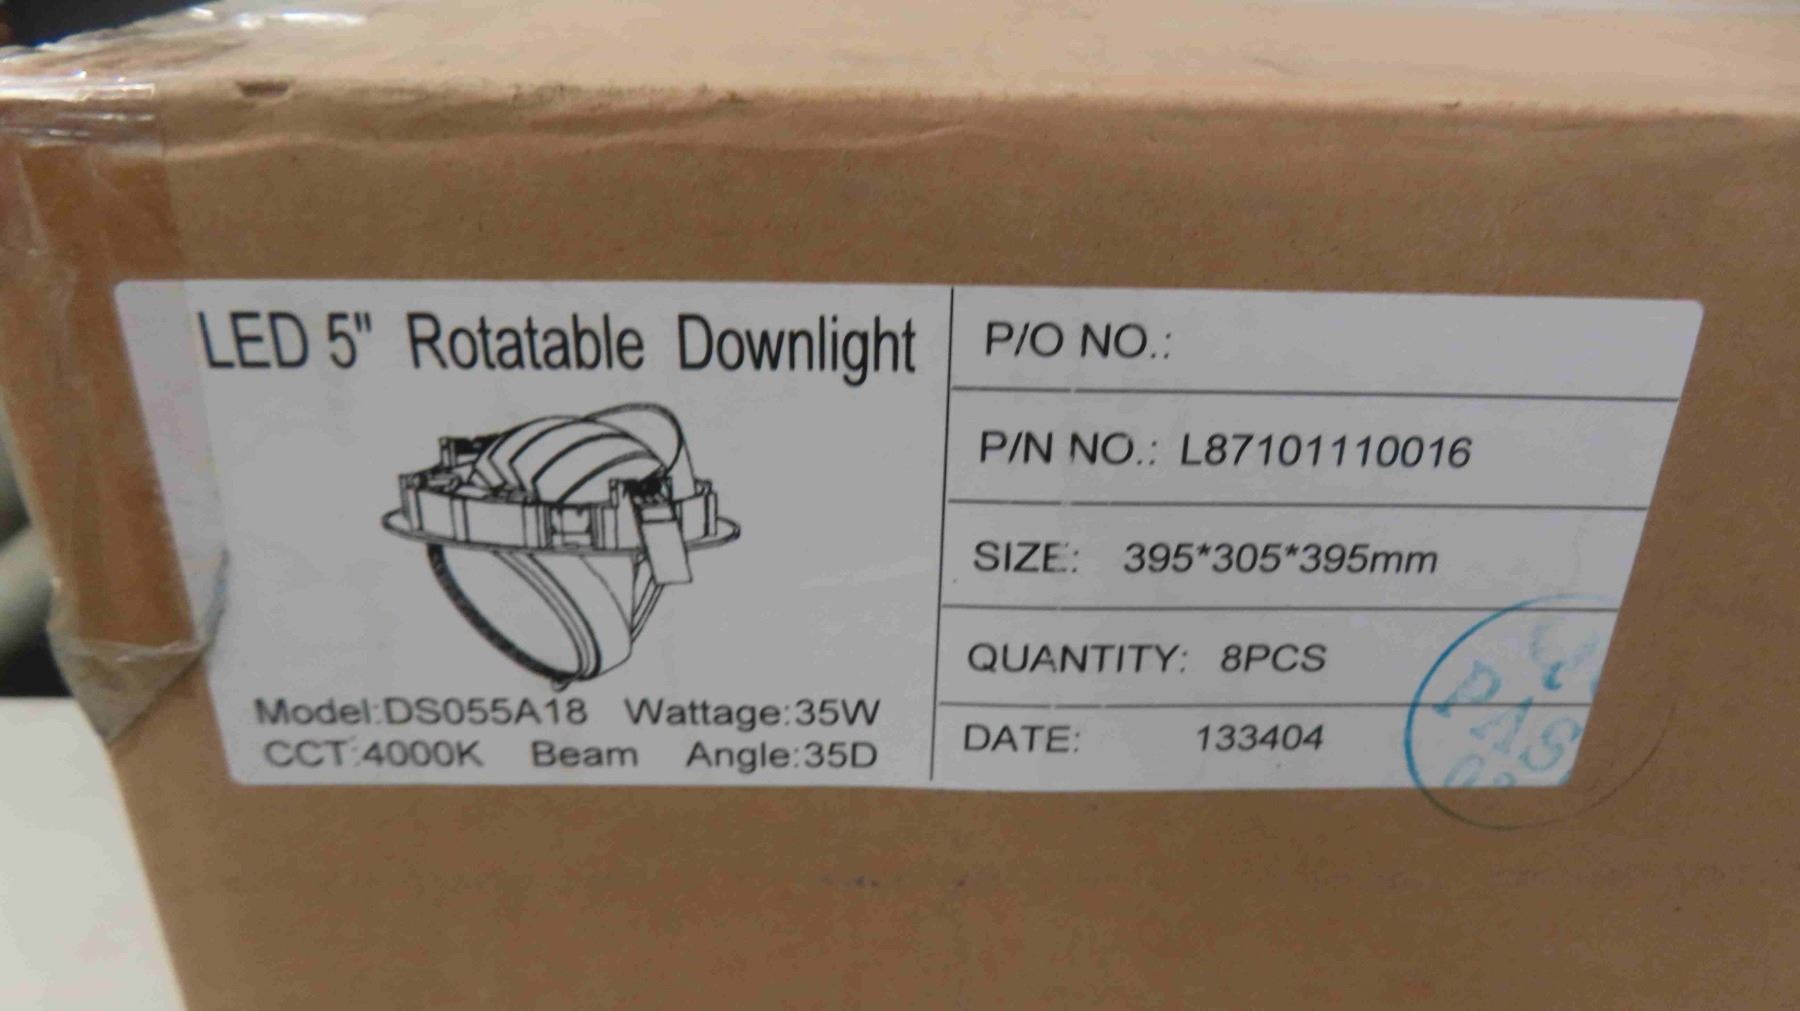 LED 5" Rotatable Downlight
Model:DS055A18 Wattage:35W
CCT:4000K Beam Angle:35D
P/O NO.:
P/N NO.: L87101110016
SIZE: 395*305*395mm
QUANTITY: 8PCS
DATE: 133404
PAS